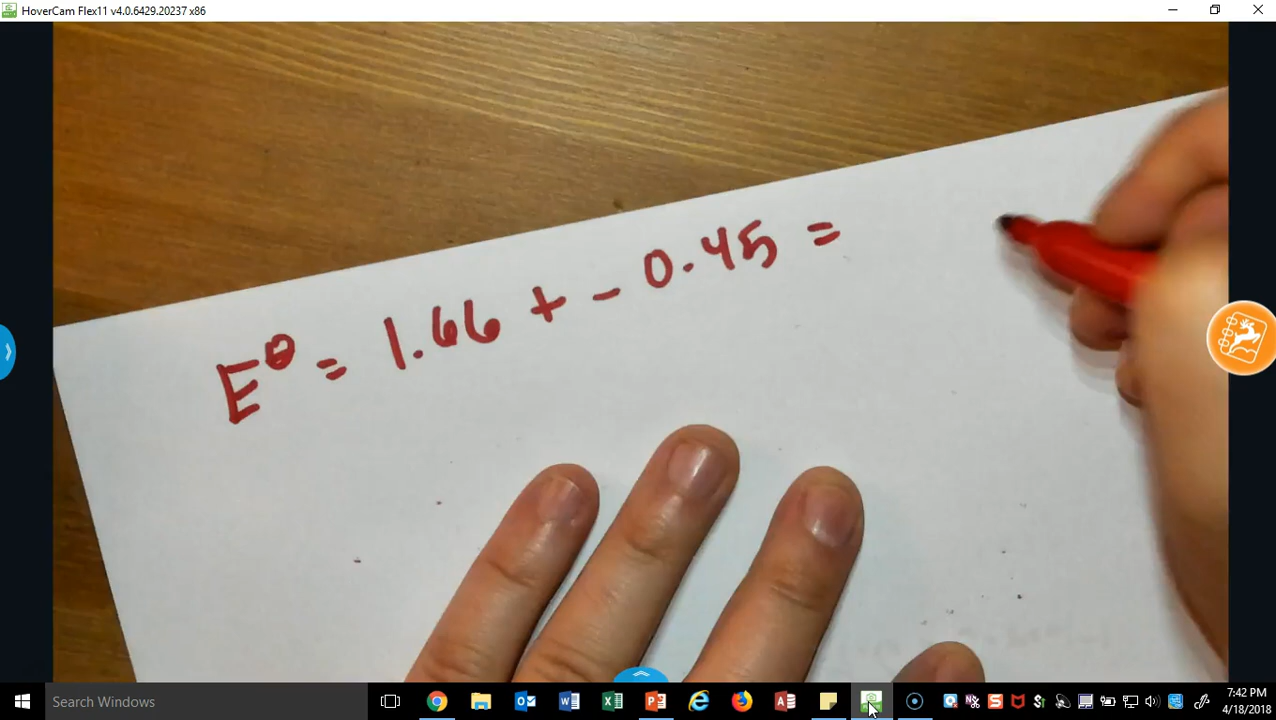 HoverCam Flex11 v4.0.6429.20237 x86
E⊖ = 1.66 + - 0.45 =
Search Windows
7:42 PM
4/18/2018